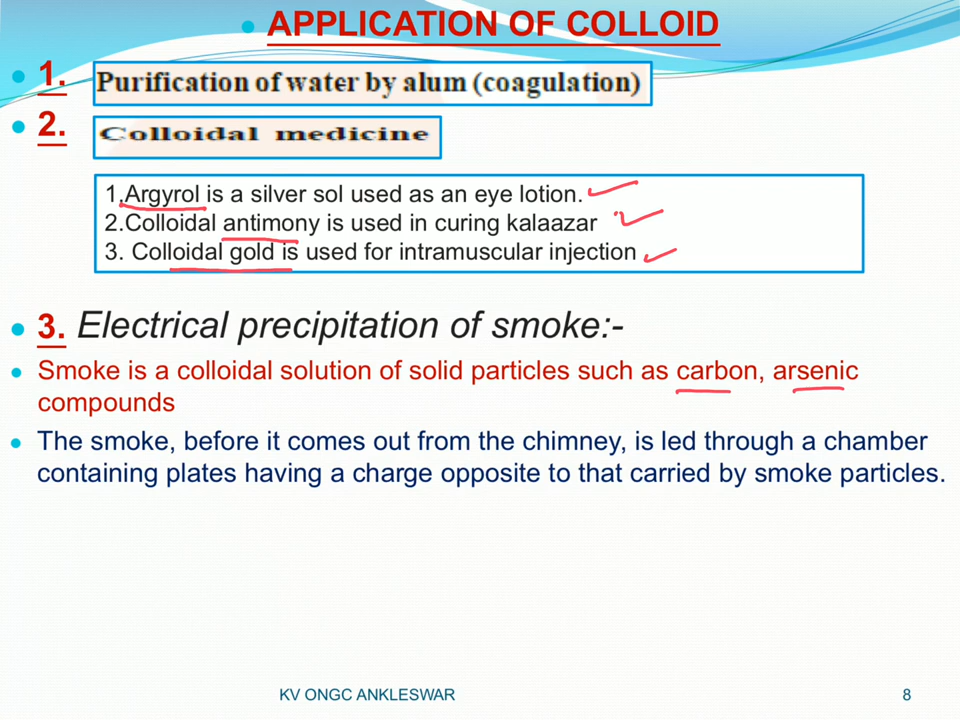 APPLICATION OF COLLOID
1.
Purification of water by alum (coagulation)
2.
Colloidal medicine
1.Argyrol is a silver sol used as an eye lotion.
2.Colloidal antimony is used in curing kalaazar
3. Colloidal gold is used for intramuscular injection
3. Electrical precipitation of smoke:-
Smoke is a colloidal solution of solid particles such as carbon, arsenic
compounds
The smoke, before it comes out from the chimney, is led through a chamber
containing plates having a charge opposite to that carried by smoke particles.
KV ONGC ANKLESWAR
8